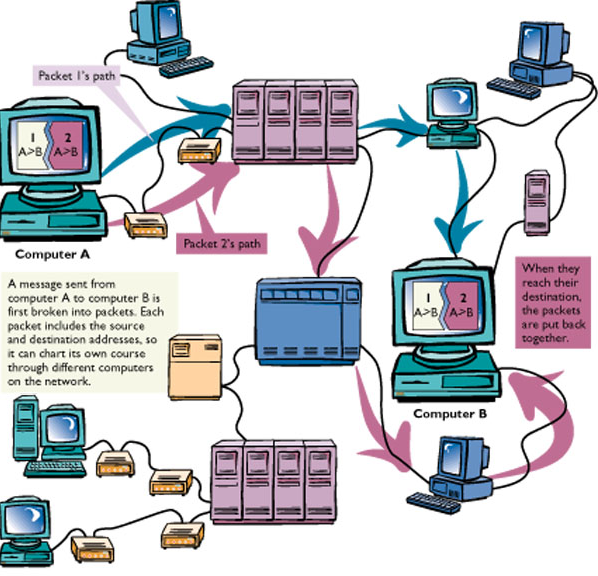 Packet 1's path
1
2
A>B
A>B
Computer A
Packet 2's path
A message sent from
computer A to computer B is
first broken into packets. Each
packet includes the source
and destination addresses, so
it can chart its own course
through different computers
on the network.
1
2
A>B
A>B
Computer B
When they
reach their
destination,
the packets
are put back
together.